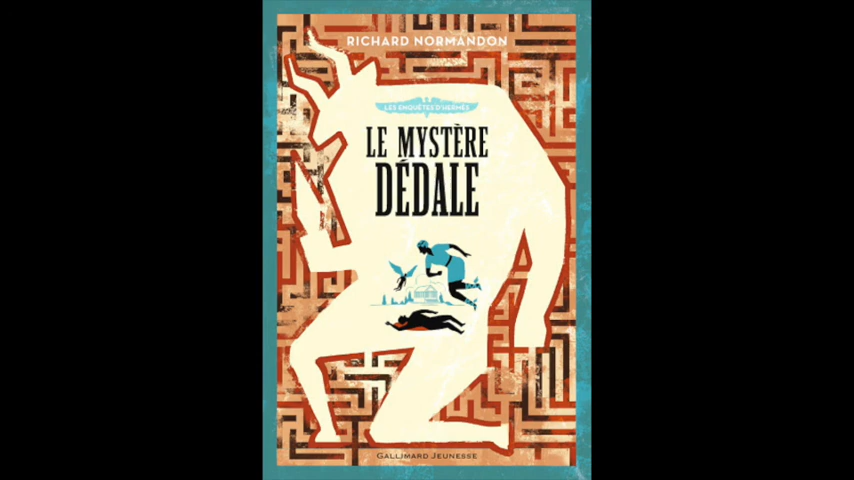 RICHARD NORMANDON
LES ENQUÊTES D'HERMÈS
LE MYSTÈRE
DÉDALE
GALLIMARD JEUNESSE